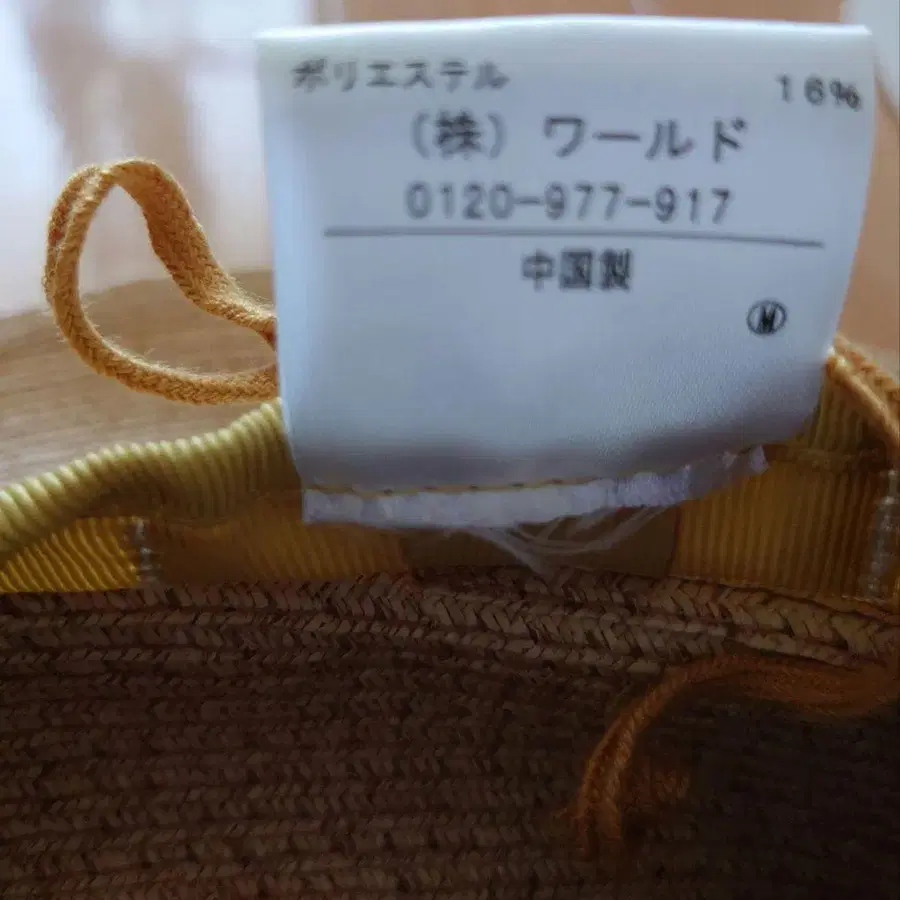 ポリエステル 16%
(株) ワールド
0120-977-917
中国製
M